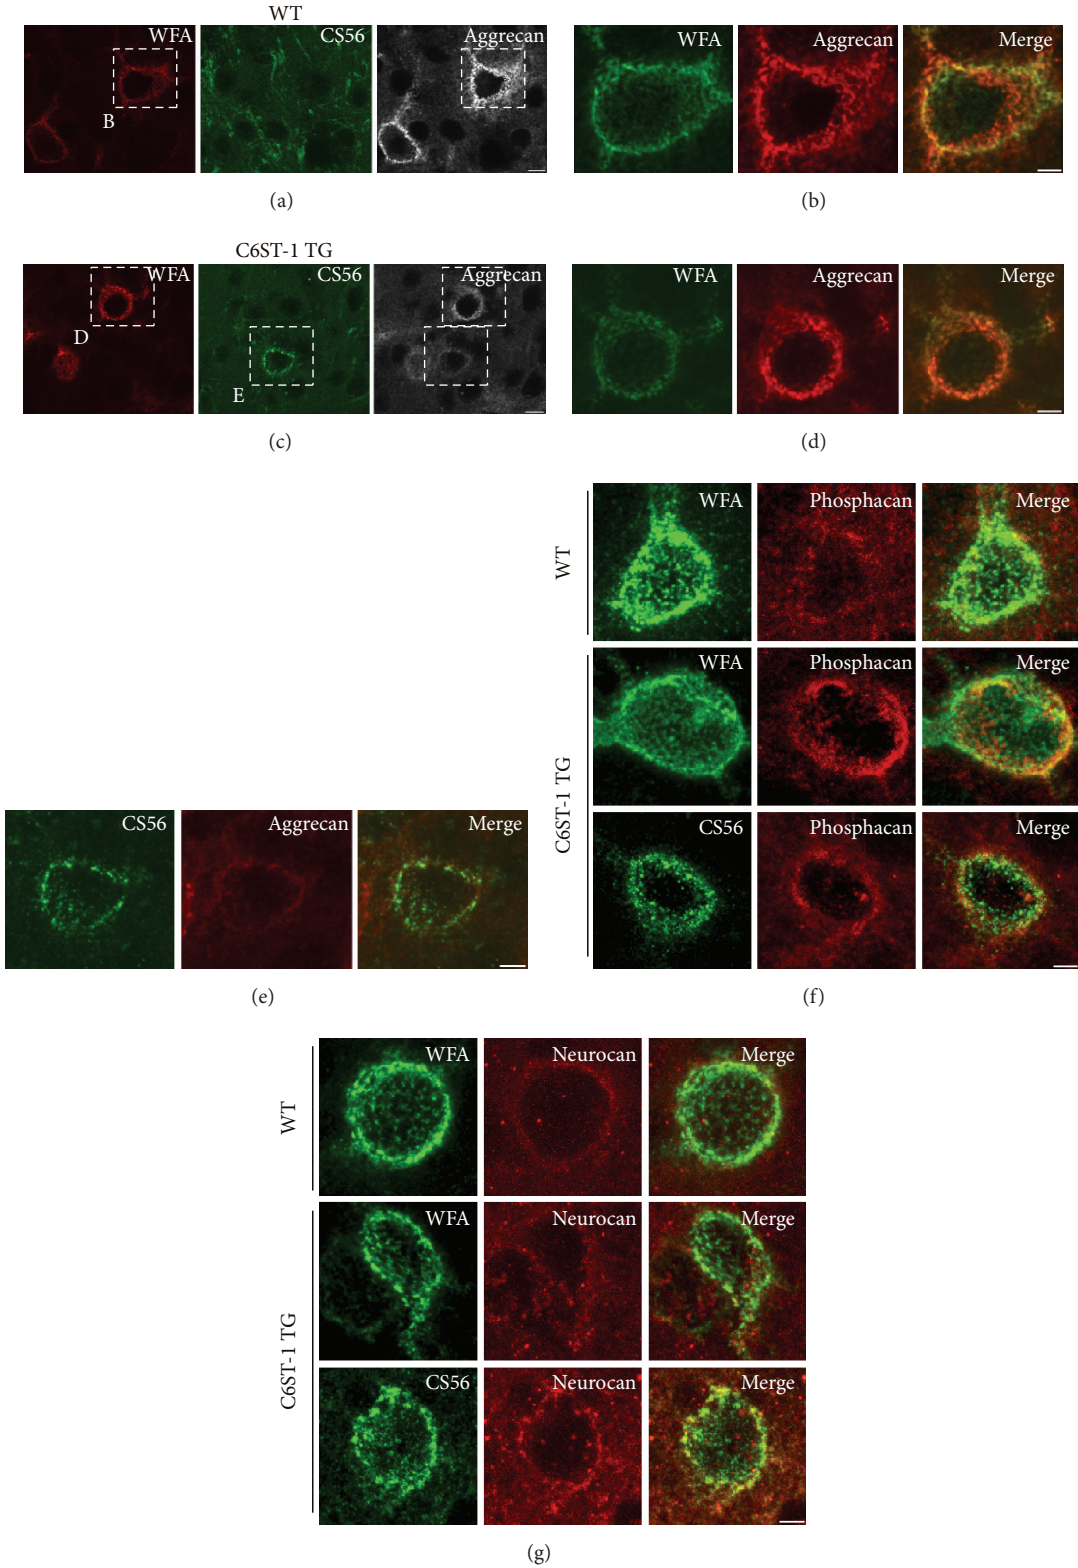 WT
WFA CS56 Aggrecan
B
(a)
WFA Aggrecan Merge
(b)
C6ST-1 TG
WFA CS56 Aggrecan
D
E
(c)
WFA Aggrecan Merge
(d)
CS56 Aggrecan Merge
(e)
WT
WFA Phosphacan Merge
C6ST-1 TG
WFA Phosphacan Merge
CS56 Phosphacan Merge
(f)
WT
WFA Neurocan Merge
C6ST-1 TG
WFA Neurocan Merge
CS56 Neurocan Merge
(g)